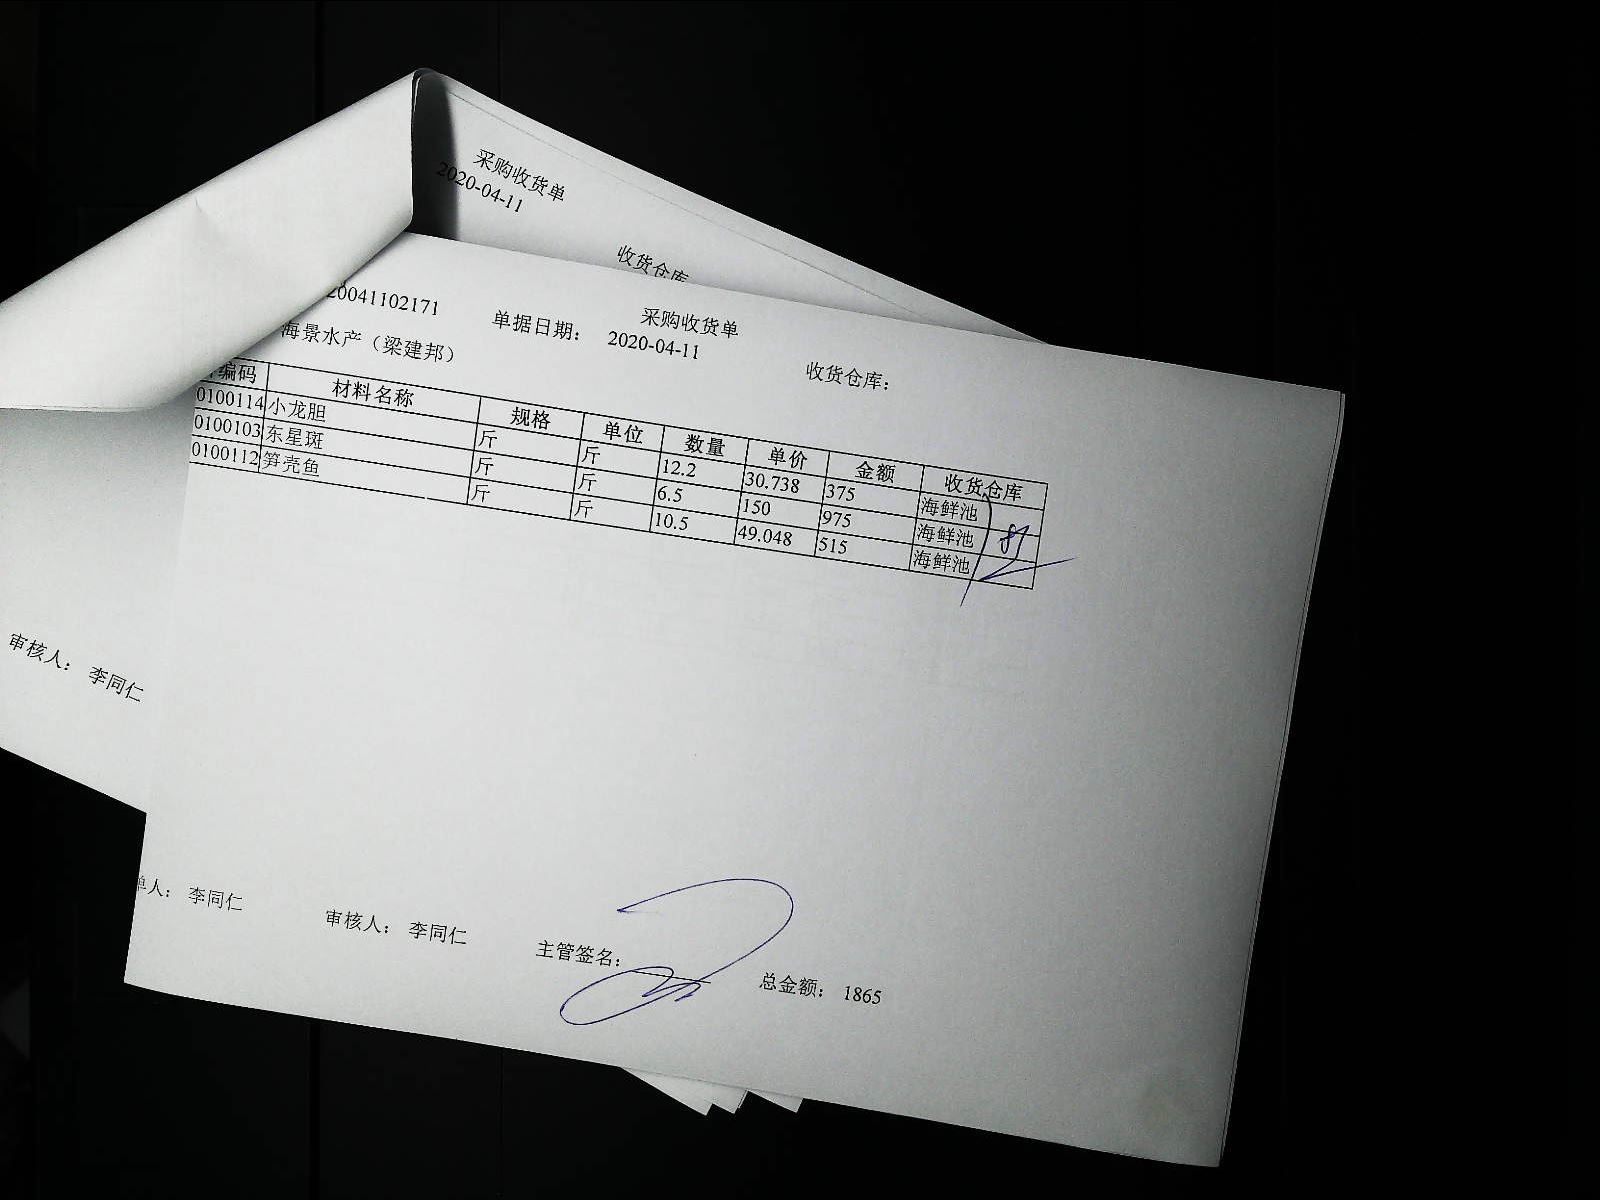 采购收货单
2020-04-11
收货仓库
采购收货单
20041102171 单据日期： 2020-04-11 收货仓库：
海景水产（梁建邦）
编码 材料名称 规格 单位 数量 单价 金额 收货仓库
0100114 小龙胆 斤 斤 12.2 30.738 375 海鲜池
0100103 东星斑 斤 斤 6.5 150 975 海鲜池
0100112 笋壳鱼 斤 斤 10.5 49.048 515 海鲜池
审核人： 李同仁
单人： 李同仁 审核人： 李同仁 主管签名： 总金额： 1865